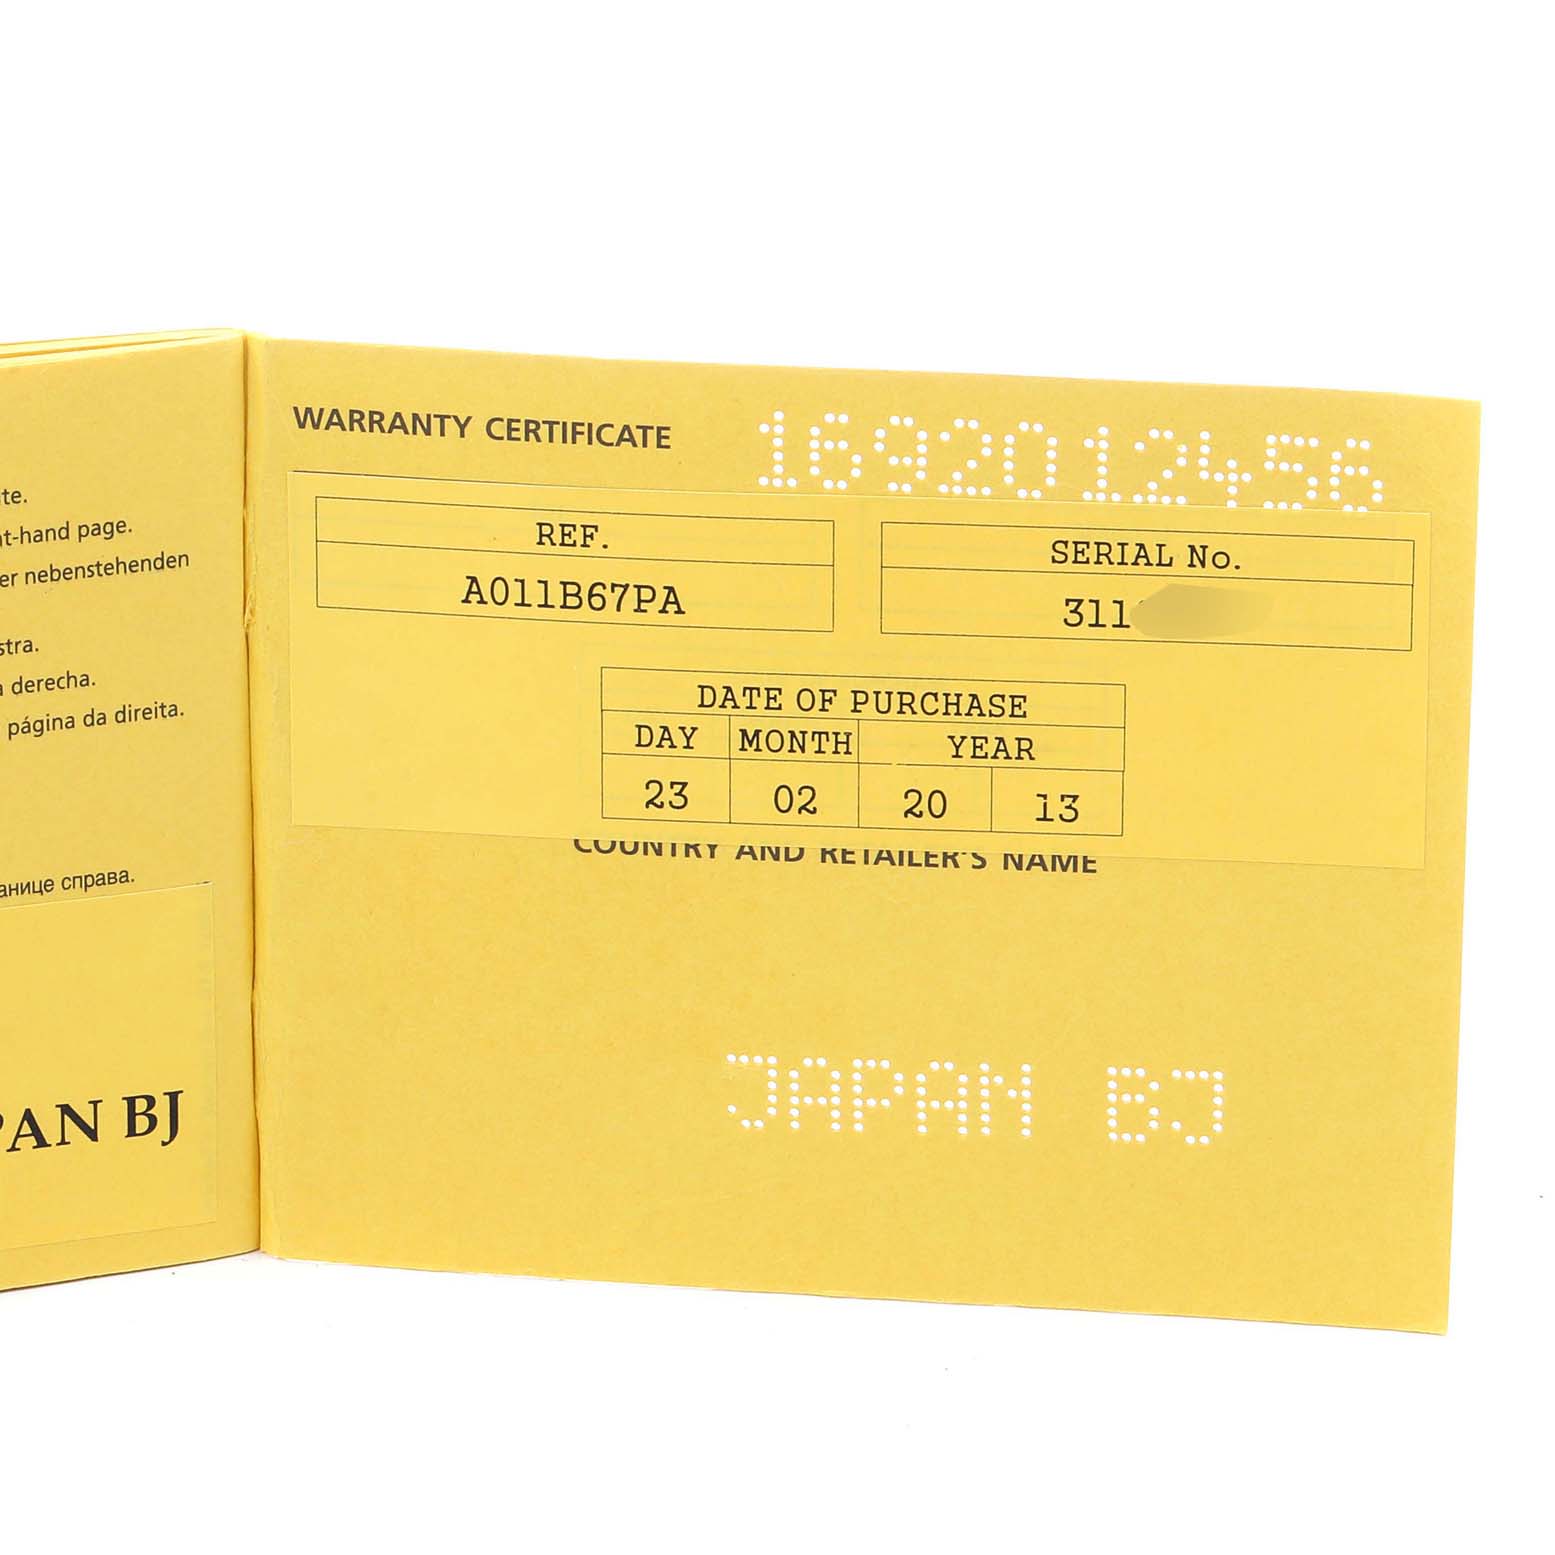 te.
t-hand page.
er nebenstehenden
stra.
a derecha.
página da direita.
анице справа.
PAN BJ
WARRANTY CERTIFICATE 1692012456
REF.
A011B67PA
SERIAL No.
311
DATE OF PURCHASE
DAY MONTH YEAR
23 02 20 13
COUNTRY AND RETAILER'S NAME
JAPAN BJ